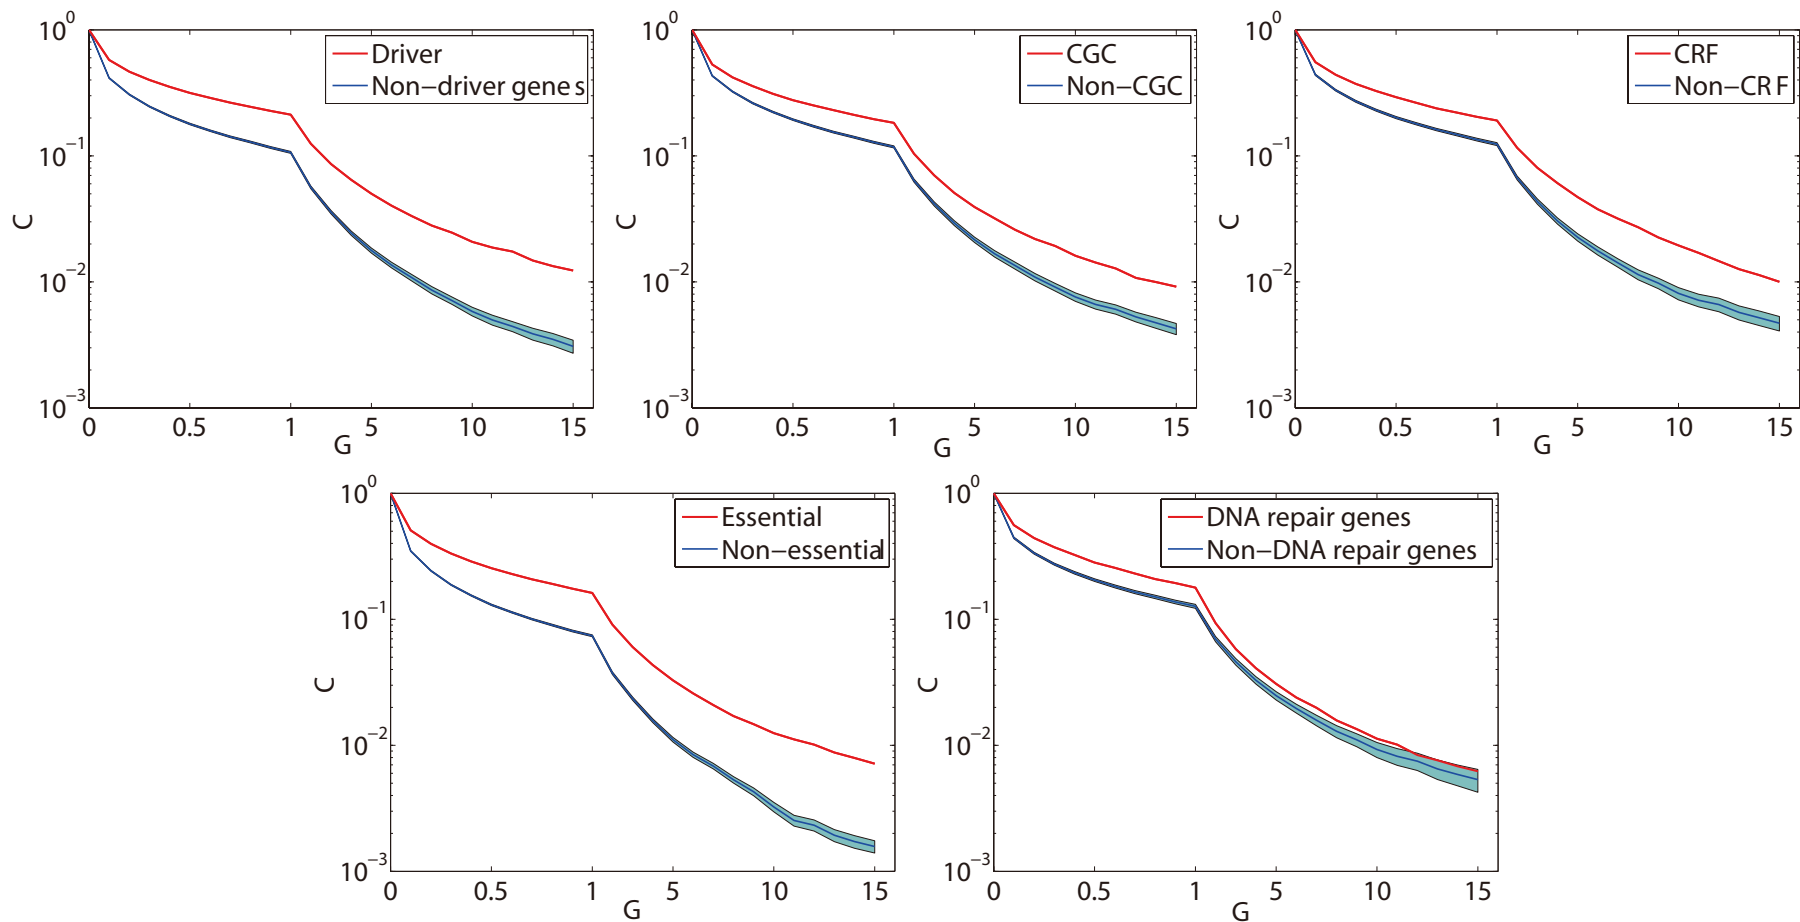 10^0
10^−1
10^−2
10^−3
C
0 0.5 1 5 10 15
G
Driver
Non−driver genes
10^0
10^−1
10^−2
10^−3
C
0 0.5 1 5 10 15
G
CGC
Non−CGC
10^0
10^−1
10^−2
10^−3
C
0 0.5 1 5 10 15
G
CRF
Non−CRF
10^0
10^−1
10^−2
10^−3
C
0 0.5 1 5 10 15
G
Essential
Non−essential
10^0
10^−1
10^−2
10^−3
C
0 0.5 1 5 10 15
G
DNA repair genes
Non−DNA repair genes